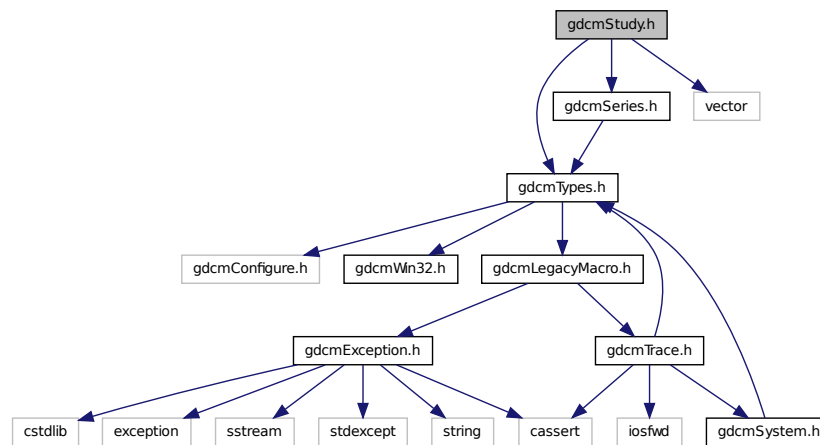 gdcmStudy.h
gdcmSeries.h
vector
gdcmTypes.h
gdcmConfigure.h
gdcmWin32.h
gdcmLegacyMacro.h
gdcmException.h
gdcmTrace.h
cstdlib
exception
sstream
stdexcept
string
cassert
iosfwd
gdcmSystem.h